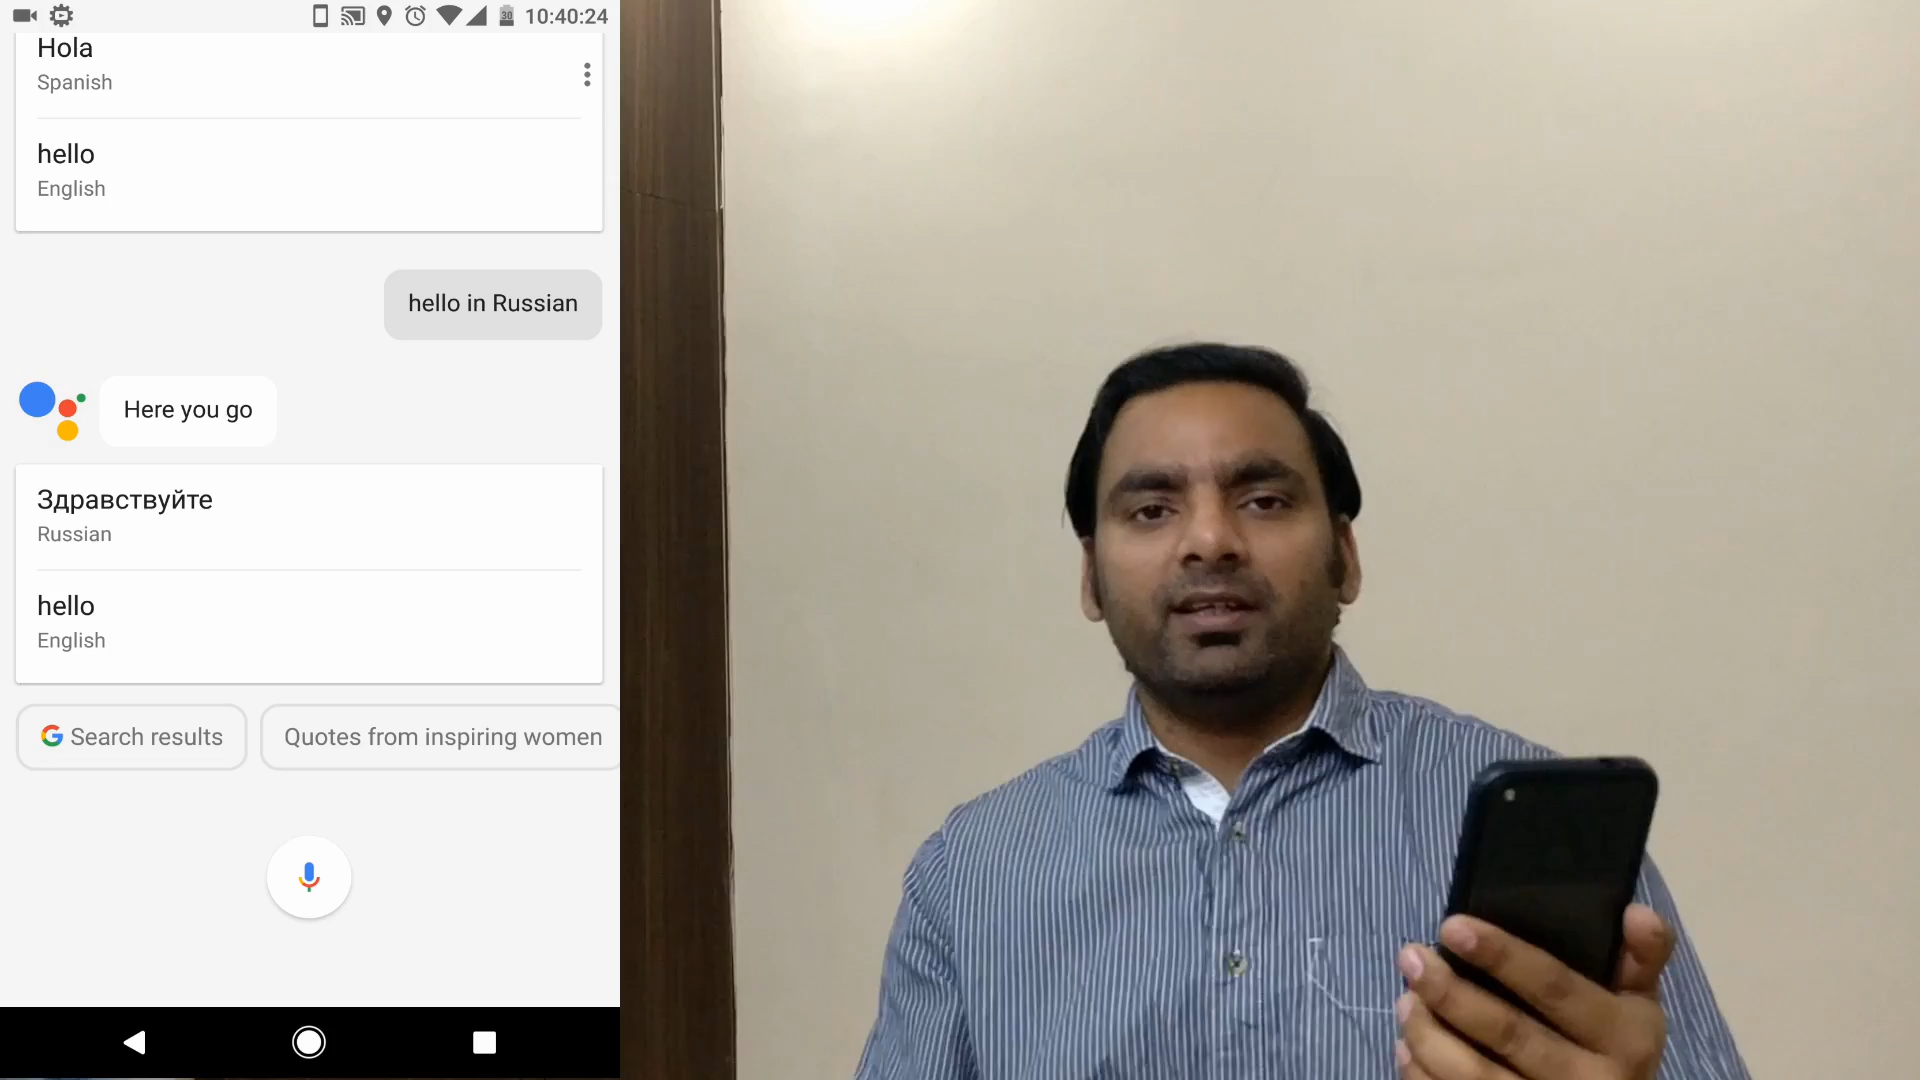 10:40:24
30
Hola
Spanish
hello
English
hello in Russian
Here you go
Здравствуйте
Russian
hello
English
Search results
Quotes from inspiring women